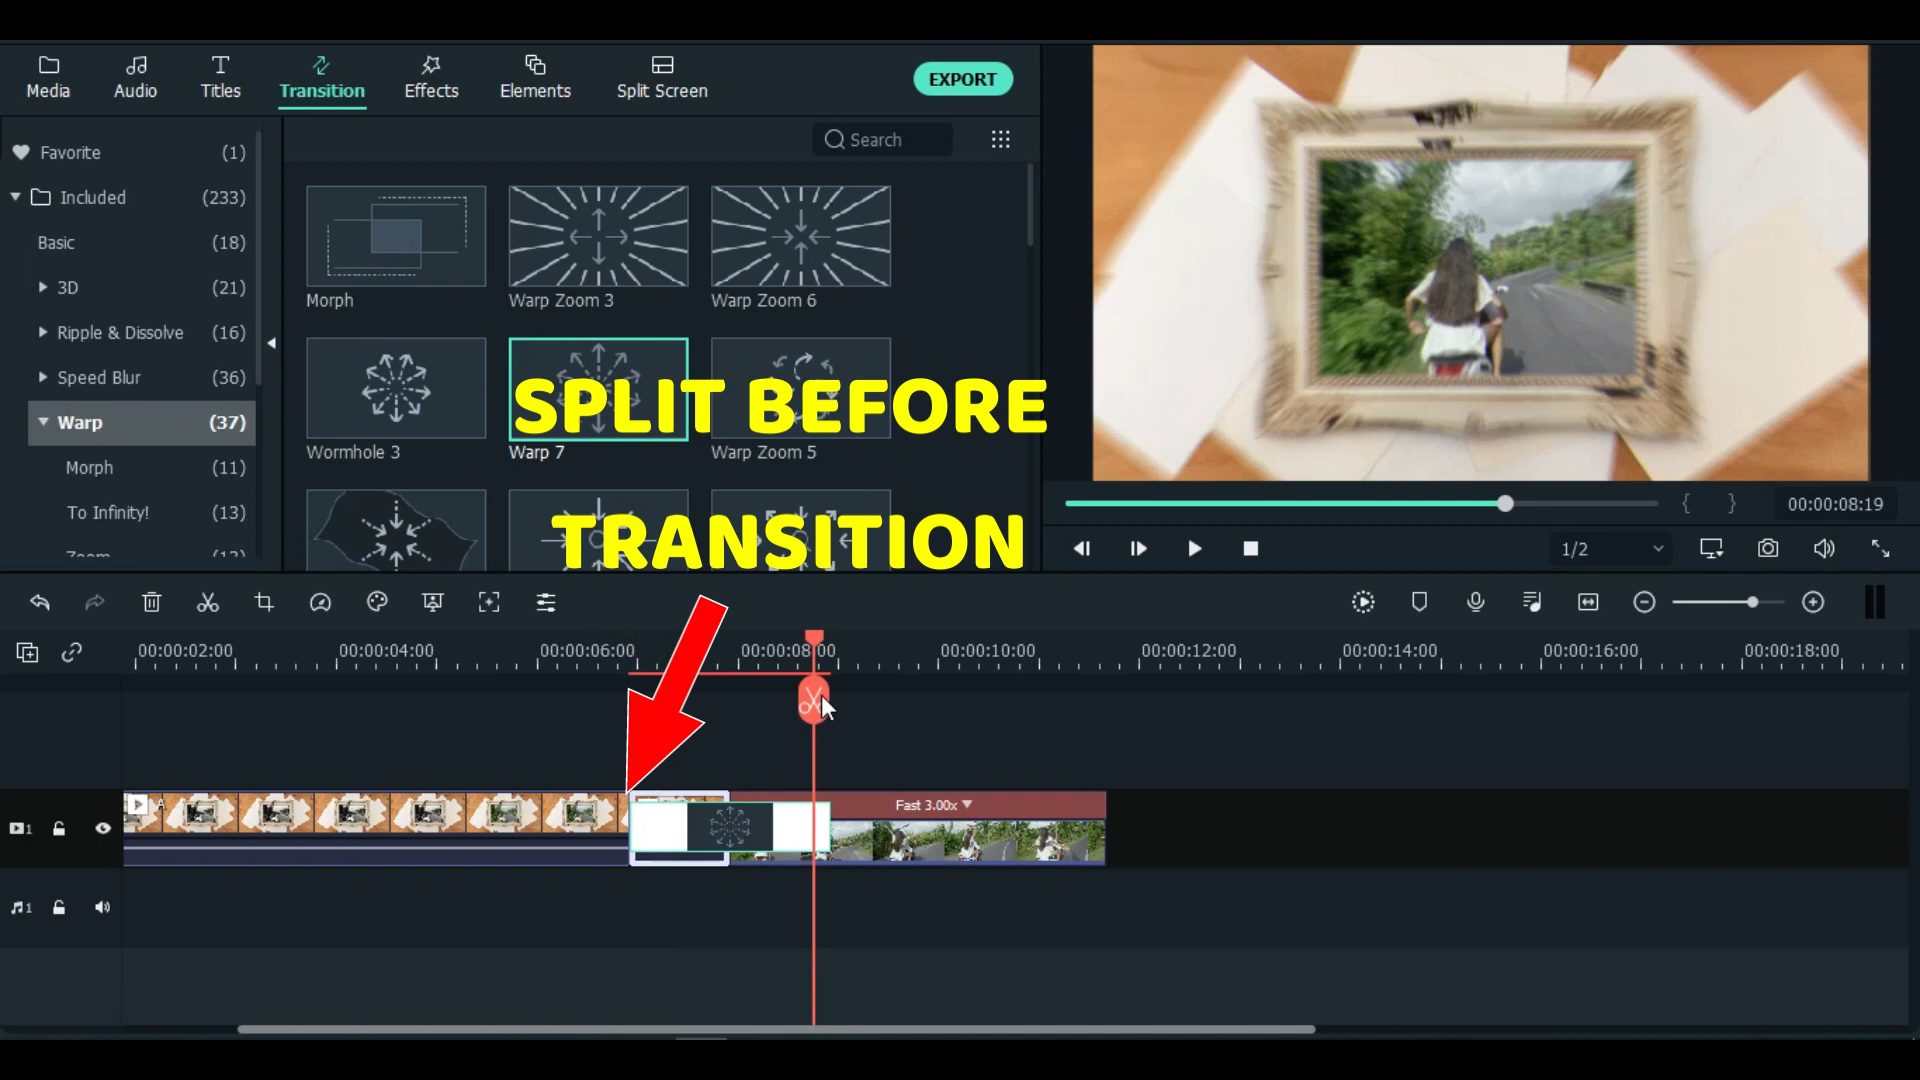 Media
Audio
Titles
Transition
Effects
Elements
Split Screen
EXPORT
Search
Favorite (1)
Included (233)
Basic (18)
3D (21)
Ripple & Dissolve (16)
Speed Blur (36)
Warp (37)
Morph (11)
To Infinity! (13)
Morph
Warp Zoom 3
Warp Zoom 6
Wormhole 3
Warp 7
Warp Zoom 5
SPLIT BEFORE
TRANSITION
{ } 00:00:08:19
1/2
00:00:02:00
00:00:04:00
00:00:06:00
00:00:08:00
00:00:10:00
00:00:12:00
00:00:14:00
00:00:16:00
00:00:18:00
A
Fast 3.00x
1
1